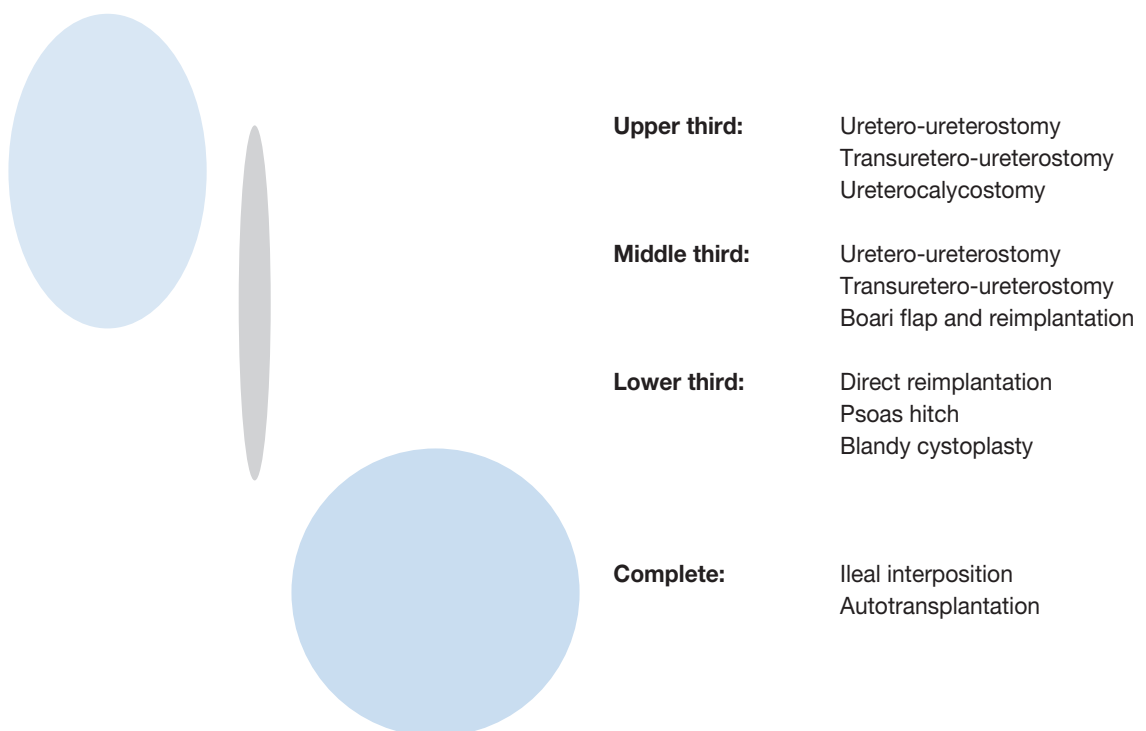 Upper third: Uretero-ureterostomy
Transuretero-ureterostomy
Ureterocalycostomy
Middle third: Uretero-ureterostomy
Transuretero-ureterostomy
Boari flap and reimplantation
Lower third: Direct reimplantation
Psoas hitch
Blandy cystoplasty
Complete: Ileal interposition
Autotransplantation